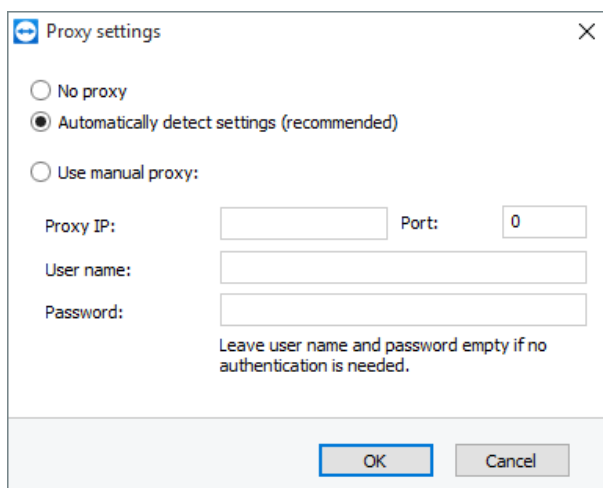 Proxy settings
No proxy
Automatically detect settings (recommended)
Use manual proxy:
Proxy IP: Port: 0
User name:
Password:
Leave user name and password empty if no
authentication is needed.
OK Cancel